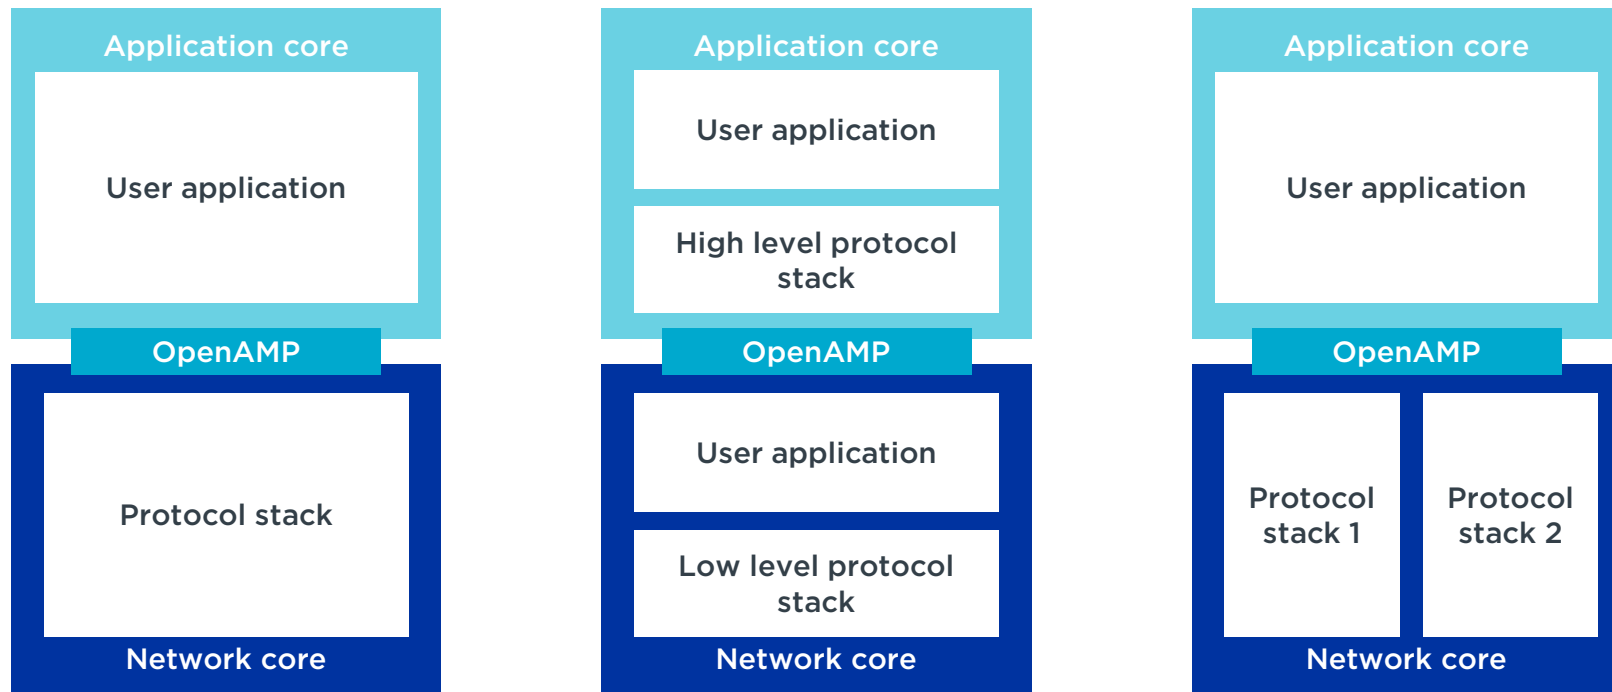 Application core
User application
OpenAMP
Protocol stack
Network core
Application core
User application
High level protocol
stack
OpenAMP
User application
Low level protocol
stack
Network core
Application core
User application
OpenAMP
Protocol
stack 1
Protocol
stack 2
Network core